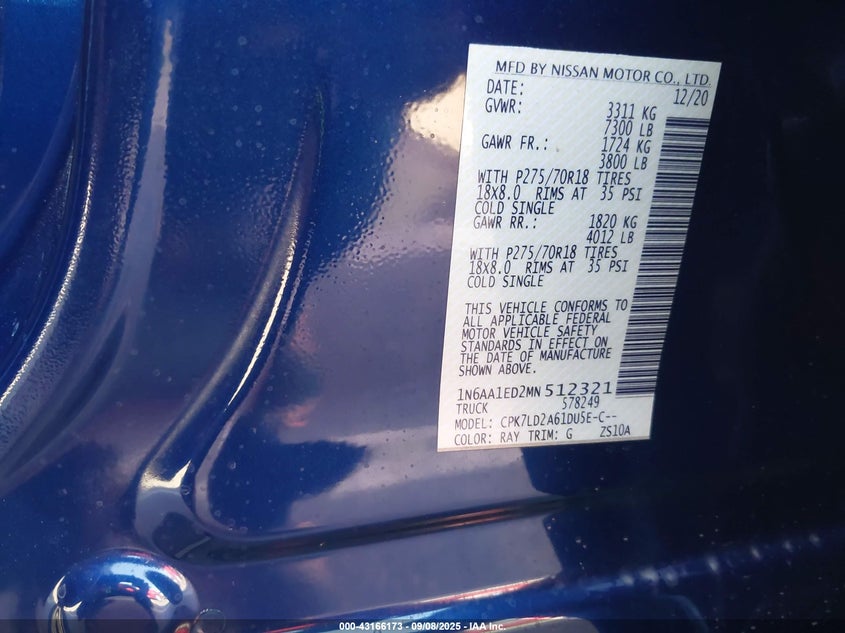 MFD BY NISSAN MOTOR CO., LTD.
DATE: 12/20
GVWR: 3311 KG
7300 LB
GAWR FR.: 1724 KG
3800 LB
WITH P275/70R18 TIRES
18X8.0 RIMS AT 35 PSI
COLD SINGLE
GAWR RR.: 1820 KG
4012 LB
WITH P275/70R18 TIRES
18X8.0 RIMS AT 35 PSI
COLD SINGLE
THIS VEHICLE CONFORMS TO
ALL APPLICABLE FEDERAL
MOTOR VEHICLE SAFETY
STANDARDS IN EFFECT ON
THE DATE OF MANUFACTURE
SHOWN ABOVE.
1N6AA1ED2MN512321
TRUCK 578249
MODEL: CPK7LD2A61DU5E-C--
COLOR: RAY TRIM: G ZS10A
000-43166173 - 09/08/2025 - IAA Inc.